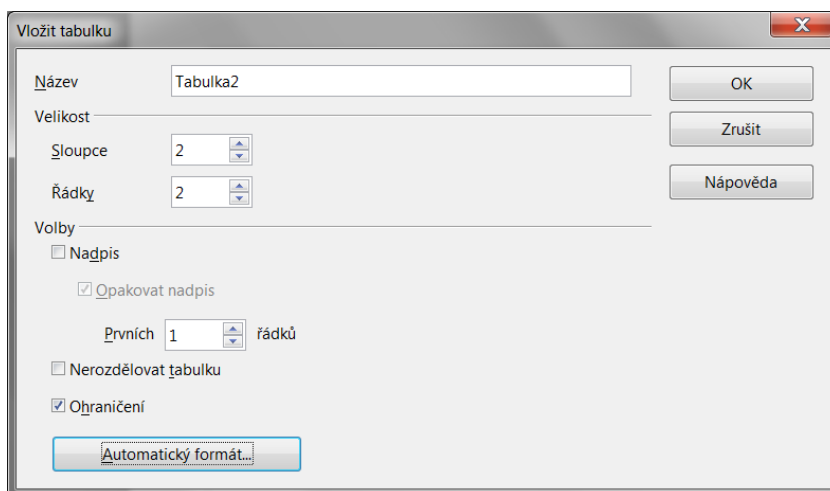 Vložit tabulku
Název Tabulka2 OK
Velikost Zrušit
Sloupce 2
Řádky 2 Nápověda
Volby
Nadpis
Opakovat nadpis
Prvních 1 řádků
Nerozdělovat tabulku
Ohraničení
Automatický formát...